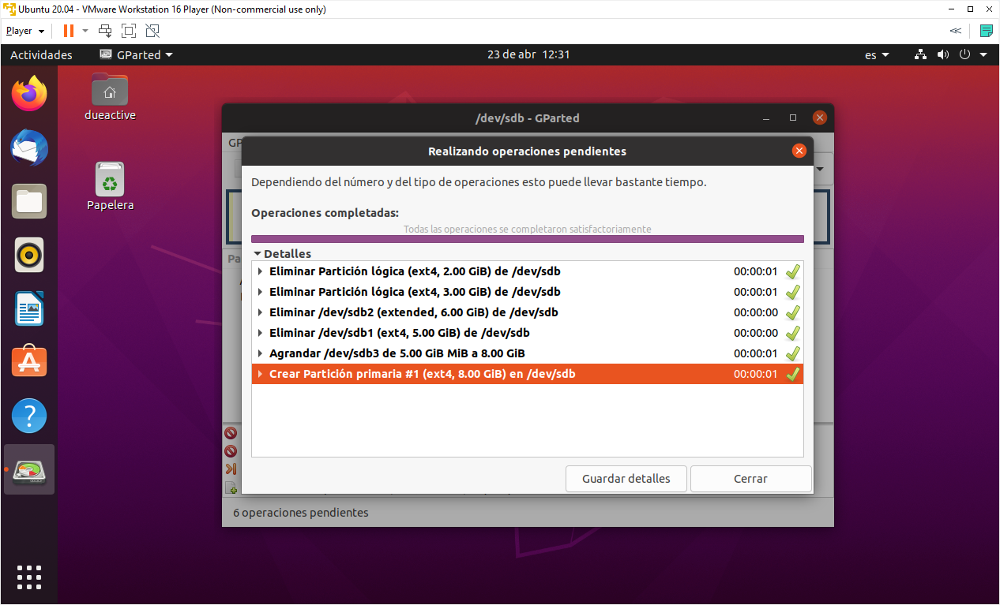 Ubuntu 20.04 - VMware Workstation 16 Player (Non-commercial use only)
Player
Actividades
GParted
23 de abr 12:31
es
dueactive
Papelera
/dev/sdb - GParted
GP
Realizando operaciones pendientes
Dependiendo del número y del tipo de operaciones esto puede llevar bastante tiempo.
Operaciones completadas:
Todas las operaciones se completaron satisfactoriamente
Pa
Detalles
Eliminar Partición lógica (ext4, 2.00 GiB) de /dev/sdb 00:00:01
Eliminar Partición lógica (ext4, 3.00 GiB) de /dev/sdb 00:00:01
Eliminar /dev/sdb2 (extended, 6.00 GiB) de /dev/sdb 00:00:00
Eliminar /dev/sdb1 (ext4, 5.00 GiB) de /dev/sdb 00:00:00
Agrandar /dev/sdb3 de 5.00 GiB MiB a 8.00 GiB 00:00:01
Crear Partición primaria #1 (ext4, 8.00 GiB) en /dev/sdb 00:00:01
Guardar detalles
Cerrar
6 operaciones pendientes